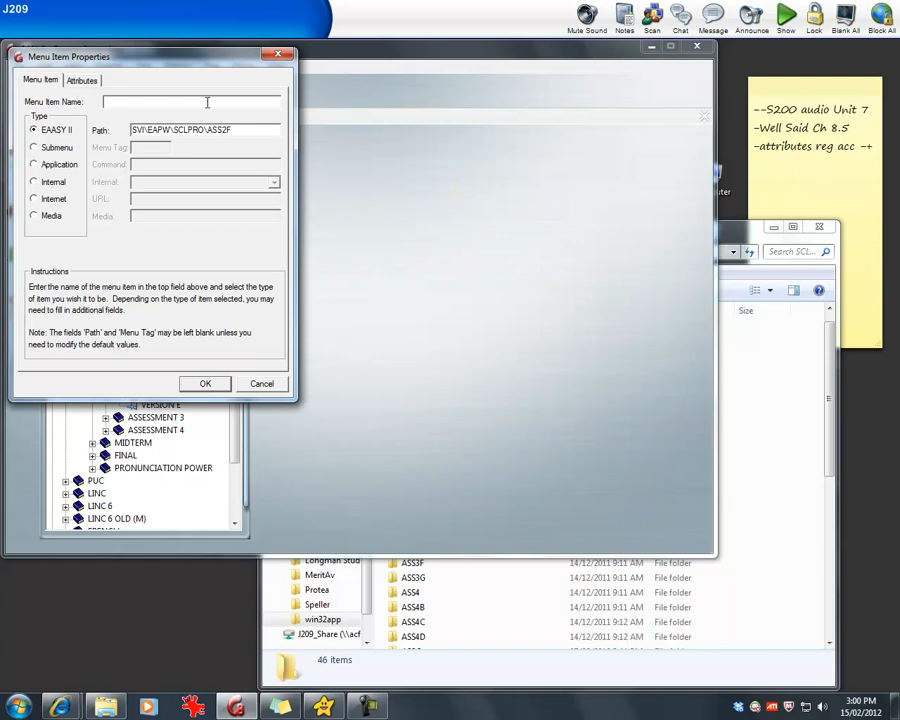 J209
Mute Sound
Notes
Scan
Chat
Message
Announce
Show
Lock
Blank All
Block All
Menu Item Properties
Menu Item
Attributes
Menu Item Name:
Type
EAASY II
Path:
SVI\EAPW\SCLPRO\ASS2F
Submenu
Menu Tag:
Application
Command:
Internal
Internal:
Internet
URL:
Media
Media:
Instructions
Enter the name of the menu item in the top field above and select the type
of item you wish it to be. Depending on the type of item selected, you may
need to fill in additional fields.
Note: The fields 'Path' and 'Menu Tag' may be left blank unless you
need to modify the default values.
OK
Cancel
--S200 audio Unit 7
-Well Said Ch 8.5
-attributes reg acc -+
Search SCL...
Size
VERSION E
ASSESSMENT 3
ASSESSMENT 4
MIDTERM
FINAL
PRONUNCIATION POWER
PUC
LINC
LINC 6
LINC 6 OLD (M)
Longman Stud
MeritAv
Protea
Speller
win32app
J209_Share (\\acf
ASS3F 14/12/2011 9:11 AM File folder
ASS3G 14/12/2011 9:11 AM File folder
ASS4 14/12/2011 9:11 AM File folder
ASS4B 14/12/2011 9:11 AM File folder
ASS4C 14/12/2011 9:12 AM File folder
ASS4D 14/12/2011 9:12 AM File folder
46 items
3:00 PM
15/02/2012